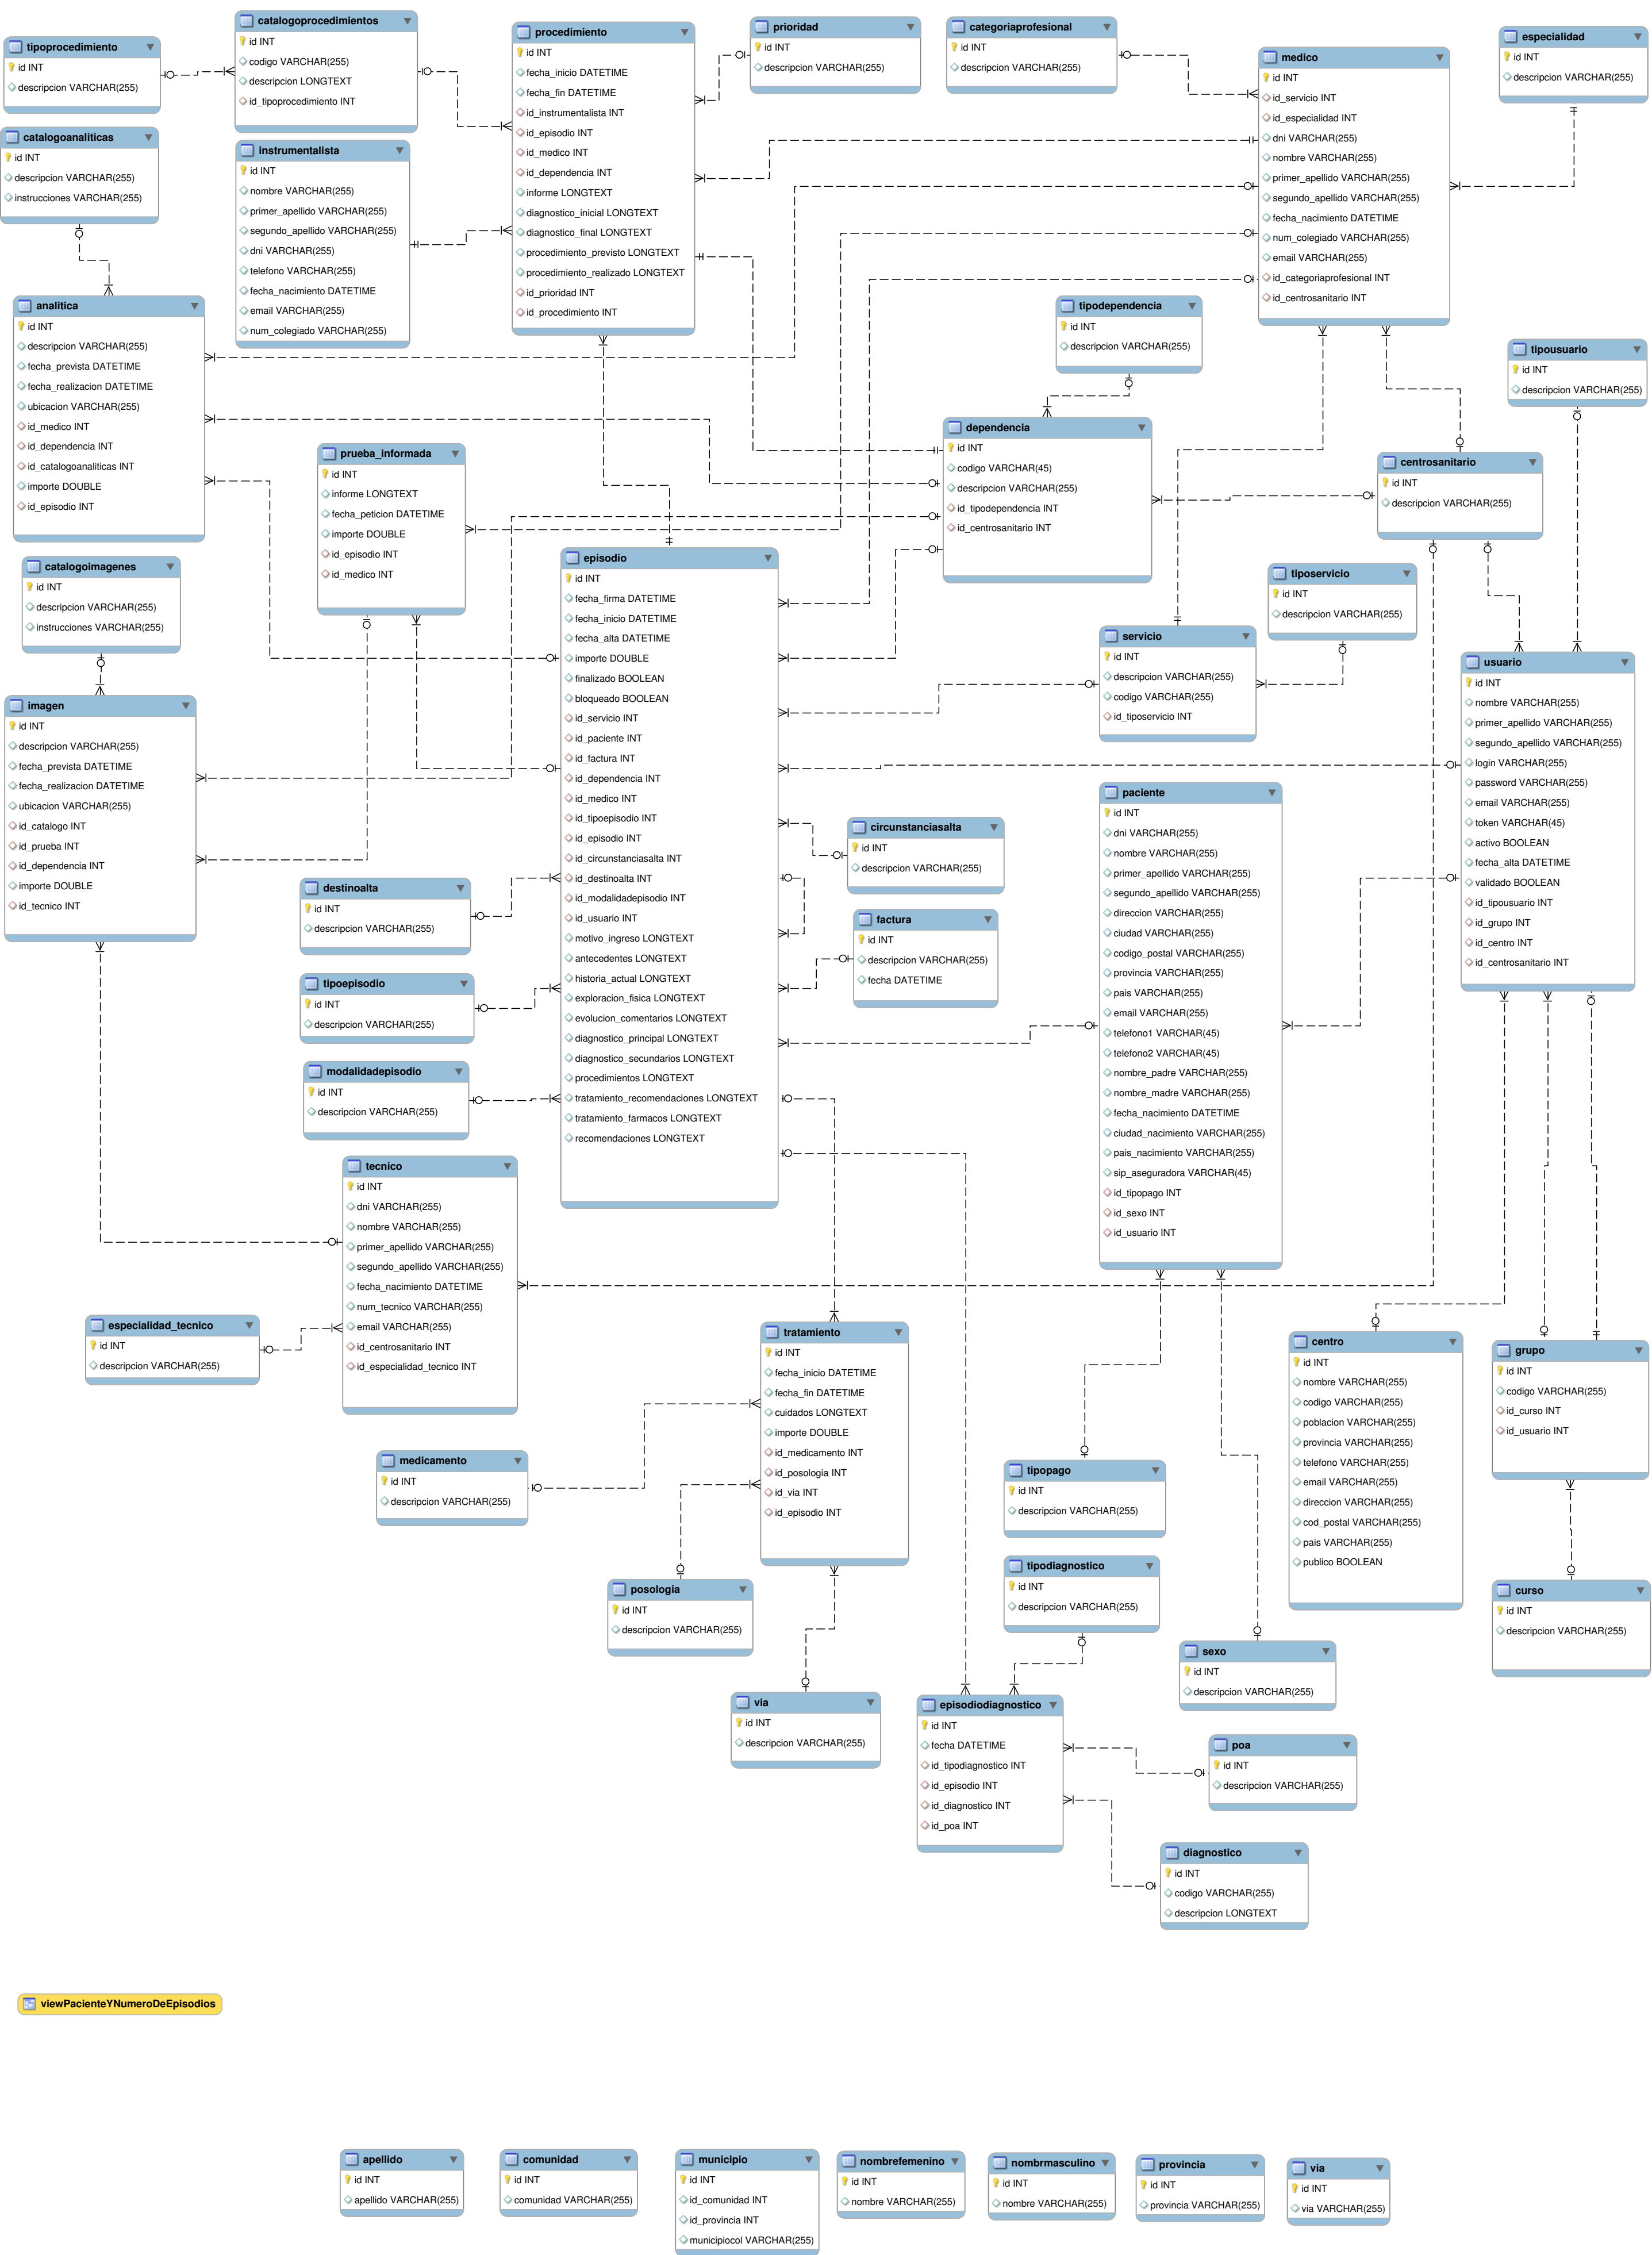 tipoprocedimiento
id INT
descripcion VARCHAR(255)
catalogoprocedimientos
id INT
codigo VARCHAR(255)
descripcion LONGTEXT
id_tipoprocedimiento INT
procedimiento
id INT
fecha_inicio DATETIME
fecha_fin DATETIME
id_instrumentalista INT
id_episodio INT
id_medico INT
id_dependencia INT
informe LONGTEXT
diagnostico_inicial LONGTEXT
diagnostico_final LONGTEXT
procedimiento_previsto LONGTEXT
procedimiento_realizado LONGTEXT
id_prioridad INT
id_procedimiento INT
prioridad
id INT
descripcion VARCHAR(255)
categoriaprofesional
id INT
descripcion VARCHAR(255)
medico
id INT
id_servicio INT
id_especialidad INT
dni VARCHAR(255)
nombre VARCHAR(255)
primer_apellido VARCHAR(255)
segundo_apellido VARCHAR(255)
fecha_nacimiento DATETIME
num_colegiado VARCHAR(255)
email VARCHAR(255)
id_categoriaprofesional INT
id_centrosanitario INT
especialidad
id INT
descripcion VARCHAR(255)
catalogoanaliticas
id INT
descripcion VARCHAR(255)
instrucciones VARCHAR(255)
instrumentalista
id INT
nombre VARCHAR(255)
primer_apellido VARCHAR(255)
segundo_apellido VARCHAR(255)
dni VARCHAR(255)
telefono VARCHAR(255)
fecha_nacimiento DATETIME
email VARCHAR(255)
num_colegiado VARCHAR(255)
analitica
id INT
descripcion VARCHAR(255)
fecha_prevista DATETIME
fecha_realizacion DATETIME
ubicacion VARCHAR(255)
id_medico INT
id_dependencia INT
id_catalogoanaliticas INT
importe DOUBLE
id_episodio INT
tipodependencia
id INT
descripcion VARCHAR(255)
tipousuario
id INT
descripcion VARCHAR(255)
prueba_informada
id INT
informe LONGTEXT
fecha_peticion DATETIME
importe DOUBLE
id_episodio INT
id_medico INT
dependencia
id INT
codigo VARCHAR(45)
descripcion VARCHAR(255)
id_tipodependencia INT
id_centrosanitario INT
centrosanitario
id INT
descripcion VARCHAR(255)
catalogoimagenes
id INT
descripcion VARCHAR(255)
instrucciones VARCHAR(255)
episodio
id INT
fecha_firma DATETIME
fecha_inicio DATETIME
fecha_alta DATETIME
importe DOUBLE
finalizado BOOLEAN
bloqueado BOOLEAN
id_servicio INT
id_paciente INT
id_factura INT
id_dependencia INT
id_medico INT
id_tipoepisodio INT
id_episodio INT
id_circunstanciasalta INT
id_destinoalta INT
id_modalidadepisodio INT
id_usuario INT
motivo_ingreso LONGTEXT
antecedentes LONGTEXT
historia_actual LONGTEXT
exploracion_fisica LONGTEXT
evolucion_comentarios LONGTEXT
diagnostico_principal LONGTEXT
diagnostico_secundarios LONGTEXT
procedimientos LONGTEXT
tratamiento_recomendaciones LONGTEXT
tratamiento_farmacos LONGTEXT
recomendaciones LONGTEXT
tiposervicio
id INT
descripcion VARCHAR(255)
servicio
id INT
descripcion VARCHAR(255)
codigo VARCHAR(255)
id_tiposervicio INT
usuario
id INT
nombre VARCHAR(255)
primer_apellido VARCHAR(255)
segundo_apellido VARCHAR(255)
login VARCHAR(255)
password VARCHAR(255)
email VARCHAR(255)
token VARCHAR(45)
activo BOOLEAN
fecha_alta DATETIME
validado BOOLEAN
id_tipousuario INT
id_grupo INT
id_centro INT
id_centrosanitario INT
imagen
id INT
descripcion VARCHAR(255)
fecha_prevista DATETIME
fecha_realizacion DATETIME
ubicacion VARCHAR(255)
id_catalogo INT
id_prueba INT
id_dependencia INT
importe DOUBLE
id_tecnico INT
paciente
id INT
dni VARCHAR(255)
nombre VARCHAR(255)
primer_apellido VARCHAR(255)
segundo_apellido VARCHAR(255)
direccion VARCHAR(255)
ciudad VARCHAR(255)
codigo_postal VARCHAR(255)
provincia VARCHAR(255)
pais VARCHAR(255)
email VARCHAR(255)
telefono1 VARCHAR(45)
telefono2 VARCHAR(45)
nombre_padre VARCHAR(255)
nombre_madre VARCHAR(255)
fecha_nacimiento DATETIME
ciudad_nacimiento VARCHAR(255)
pais_nacimiento VARCHAR(255)
sip_aseguradora VARCHAR(45)
id_tipopago INT
id_sexo INT
id_usuario INT
circunstanciasalta
id INT
descripcion VARCHAR(255)
destinoalta
id INT
descripcion VARCHAR(255)
factura
id INT
descripcion VARCHAR(255)
fecha DATETIME
tipoepisodio
id INT
descripcion VARCHAR(255)
modalidadepisodio
id INT
descripcion VARCHAR(255)
tecnico
id INT
dni VARCHAR(255)
nombre VARCHAR(255)
primer_apellido VARCHAR(255)
segundo_apellido VARCHAR(255)
fecha_nacimiento DATETIME
num_tecnico VARCHAR(255)
email VARCHAR(255)
id_centrosanitario INT
id_especialidad_tecnico INT
especialidad_tecnico
id INT
descripcion VARCHAR(255)
tratamiento
id INT
fecha_inicio DATETIME
fecha_fin DATETIME
cuidados LONGTEXT
importe DOUBLE
id_medicamento INT
id_posologia INT
id_via INT
id_episodio INT
centro
id INT
nombre VARCHAR(255)
codigo VARCHAR(255)
poblacion VARCHAR(255)
provincia VARCHAR(255)
telefono VARCHAR(255)
email VARCHAR(255)
direccion VARCHAR(255)
cod_postal VARCHAR(255)
pais VARCHAR(255)
publico BOOLEAN
grupo
id INT
codigo VARCHAR(255)
id_curso INT
id_usuario INT
medicamento
id INT
descripcion VARCHAR(255)
tipopago
id INT
descripcion VARCHAR(255)
tipodiagnostico
id INT
descripcion VARCHAR(255)
posologia
id INT
descripcion VARCHAR(255)
curso
id INT
descripcion VARCHAR(255)
sexo
id INT
descripcion VARCHAR(255)
via
id INT
descripcion VARCHAR(255)
episodiodiagnostico
id INT
fecha DATETIME
id_tipodiagnostico INT
id_episodio INT
id_diagnostico INT
id_poa INT
poa
id INT
descripcion VARCHAR(255)
diagnostico
id INT
codigo VARCHAR(255)
descripcion LONGTEXT
viewPacienteYNumeroDeEpisodios
apellido
id INT
apellido VARCHAR(255)
comunidad
id INT
comunidad VARCHAR(255)
municipio
id INT
id_comunidad INT
id_provincia INT
municipiocol VARCHAR(255)
nombrefemenino
id INT
nombre VARCHAR(255)
nombrmasculino
id INT
nombre VARCHAR(255)
provincia
id INT
provincia VARCHAR(255)
via
id INT
via VARCHAR(255)